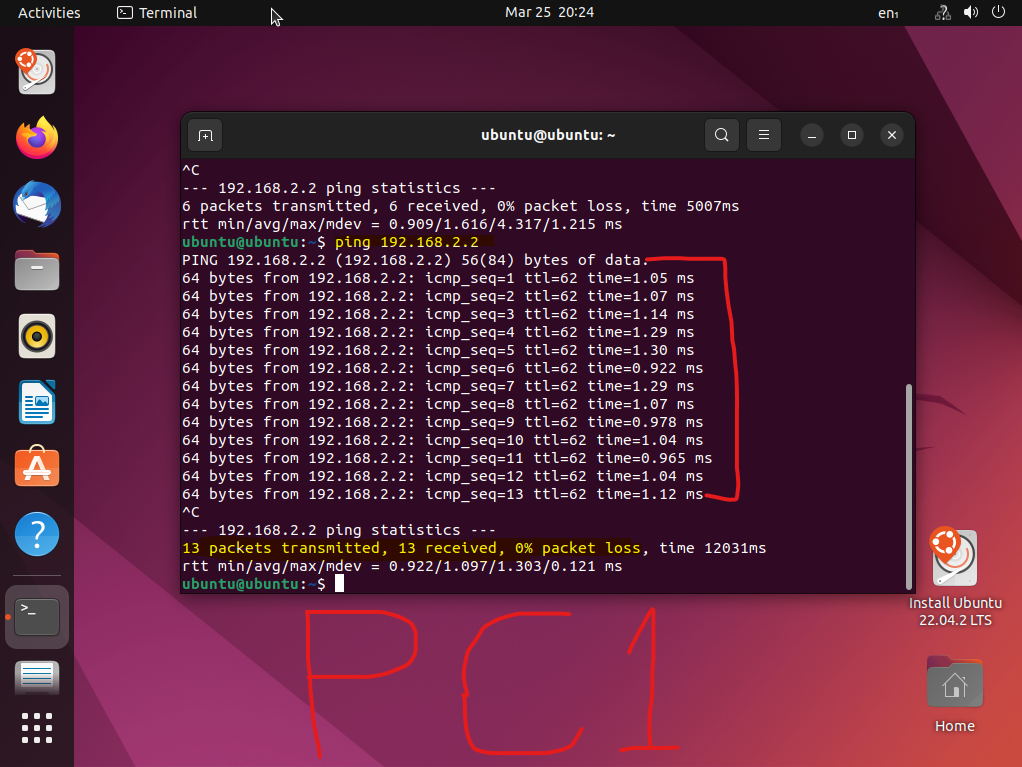 Activities Terminal Mar 25 20:24 en₁
ubuntu@ubuntu: ~
^C
--- 192.168.2.2 ping statistics ---
6 packets transmitted, 6 received, 0% packet loss, time 5007ms
rtt min/avg/max/mdev = 0.909/1.616/4.317/1.215 ms
ubuntu@ubuntu:~$ ping 192.168.2.2
PING 192.168.2.2 (192.168.2.2) 56(84) bytes of data.
64 bytes from 192.168.2.2: icmp_seq=1 ttl=62 time=1.05 ms
64 bytes from 192.168.2.2: icmp_seq=2 ttl=62 time=1.07 ms
64 bytes from 192.168.2.2: icmp_seq=3 ttl=62 time=1.14 ms
64 bytes from 192.168.2.2: icmp_seq=4 ttl=62 time=1.29 ms
64 bytes from 192.168.2.2: icmp_seq=5 ttl=62 time=1.30 ms
64 bytes from 192.168.2.2: icmp_seq=6 ttl=62 time=0.922 ms
64 bytes from 192.168.2.2: icmp_seq=7 ttl=62 time=1.29 ms
64 bytes from 192.168.2.2: icmp_seq=8 ttl=62 time=1.07 ms
64 bytes from 192.168.2.2: icmp_seq=9 ttl=62 time=0.978 ms
64 bytes from 192.168.2.2: icmp_seq=10 ttl=62 time=1.04 ms
64 bytes from 192.168.2.2: icmp_seq=11 ttl=62 time=0.965 ms
64 bytes from 192.168.2.2: icmp_seq=12 ttl=62 time=1.04 ms
64 bytes from 192.168.2.2: icmp_seq=13 ttl=62 time=1.12 ms
^C
--- 192.168.2.2 ping statistics ---
13 packets transmitted, 13 received, 0% packet loss, time 12031ms
rtt min/avg/max/mdev = 0.922/1.097/1.303/0.121 ms
ubuntu@ubuntu:~$
PC1
Install Ubuntu
22.04.2 LTS
Home